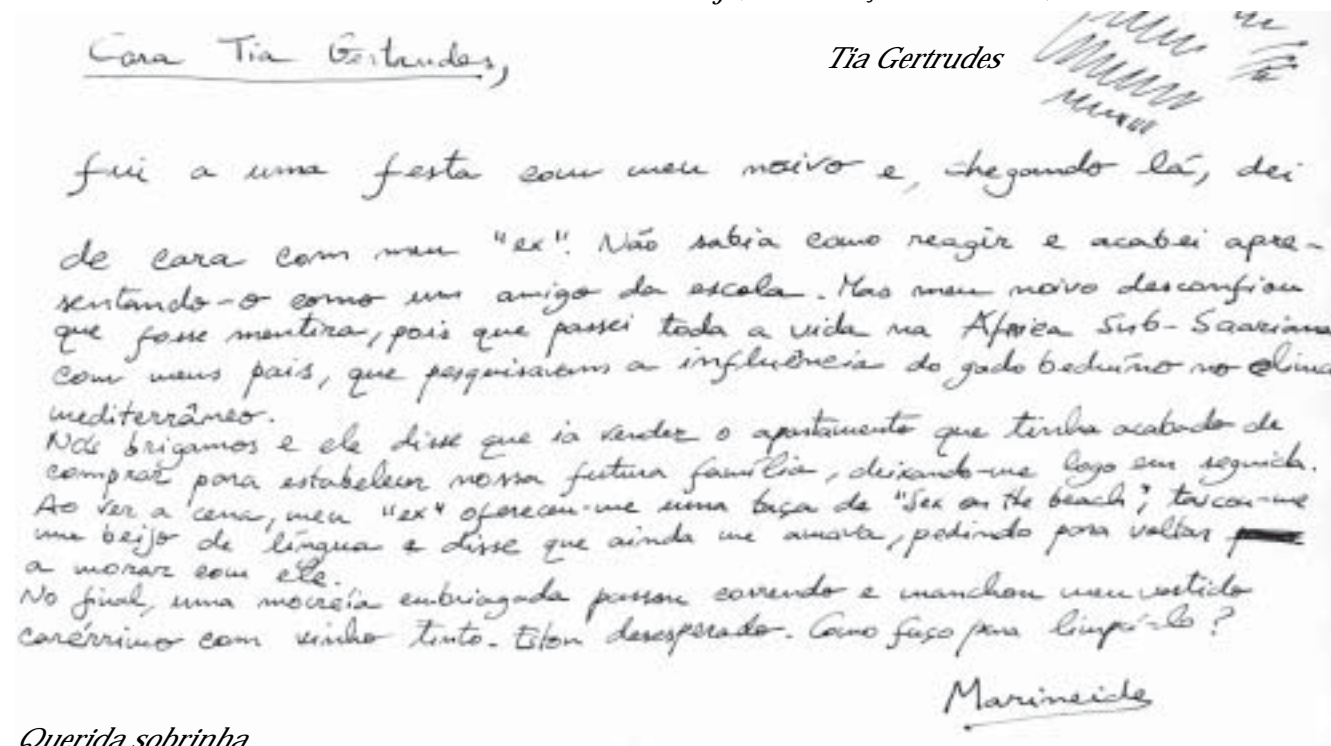 Cara Tia Gertrudes,
Tia Gertrudes
fui a uma festa com meu noivo e, chegando lá, dei
de cara com meu "ex". Não sabia como reagir e acabei apre-
sentando-o como um amigo da escola. Mas meu noivo desconfiou
que fosse mentira, pois que passei toda a vida na África Sub-Saariana
com meus pais, que pesquisavam a influência do gado beduíno no clima
mediterrâneo.
Nós brigamos e ele disse que ia vender o apartamento que tinha acabado de
comprar para estabelecer nossa futura família, deixando-me logo em seguida.
Ao ver a cena, meu "ex" ofereceu-me uma taça de "Sex on the beach", tascou-me
um beijo de língua e disse que ainda me amava, pedindo para voltar
a morar com ele.
No final, uma mocréia embriagada passou correndo e manchou meu vestido
carérrimo com vinho tinto. Estou desesperada. Como faço para limpá-lo?
Marineide
Querida sobrinha